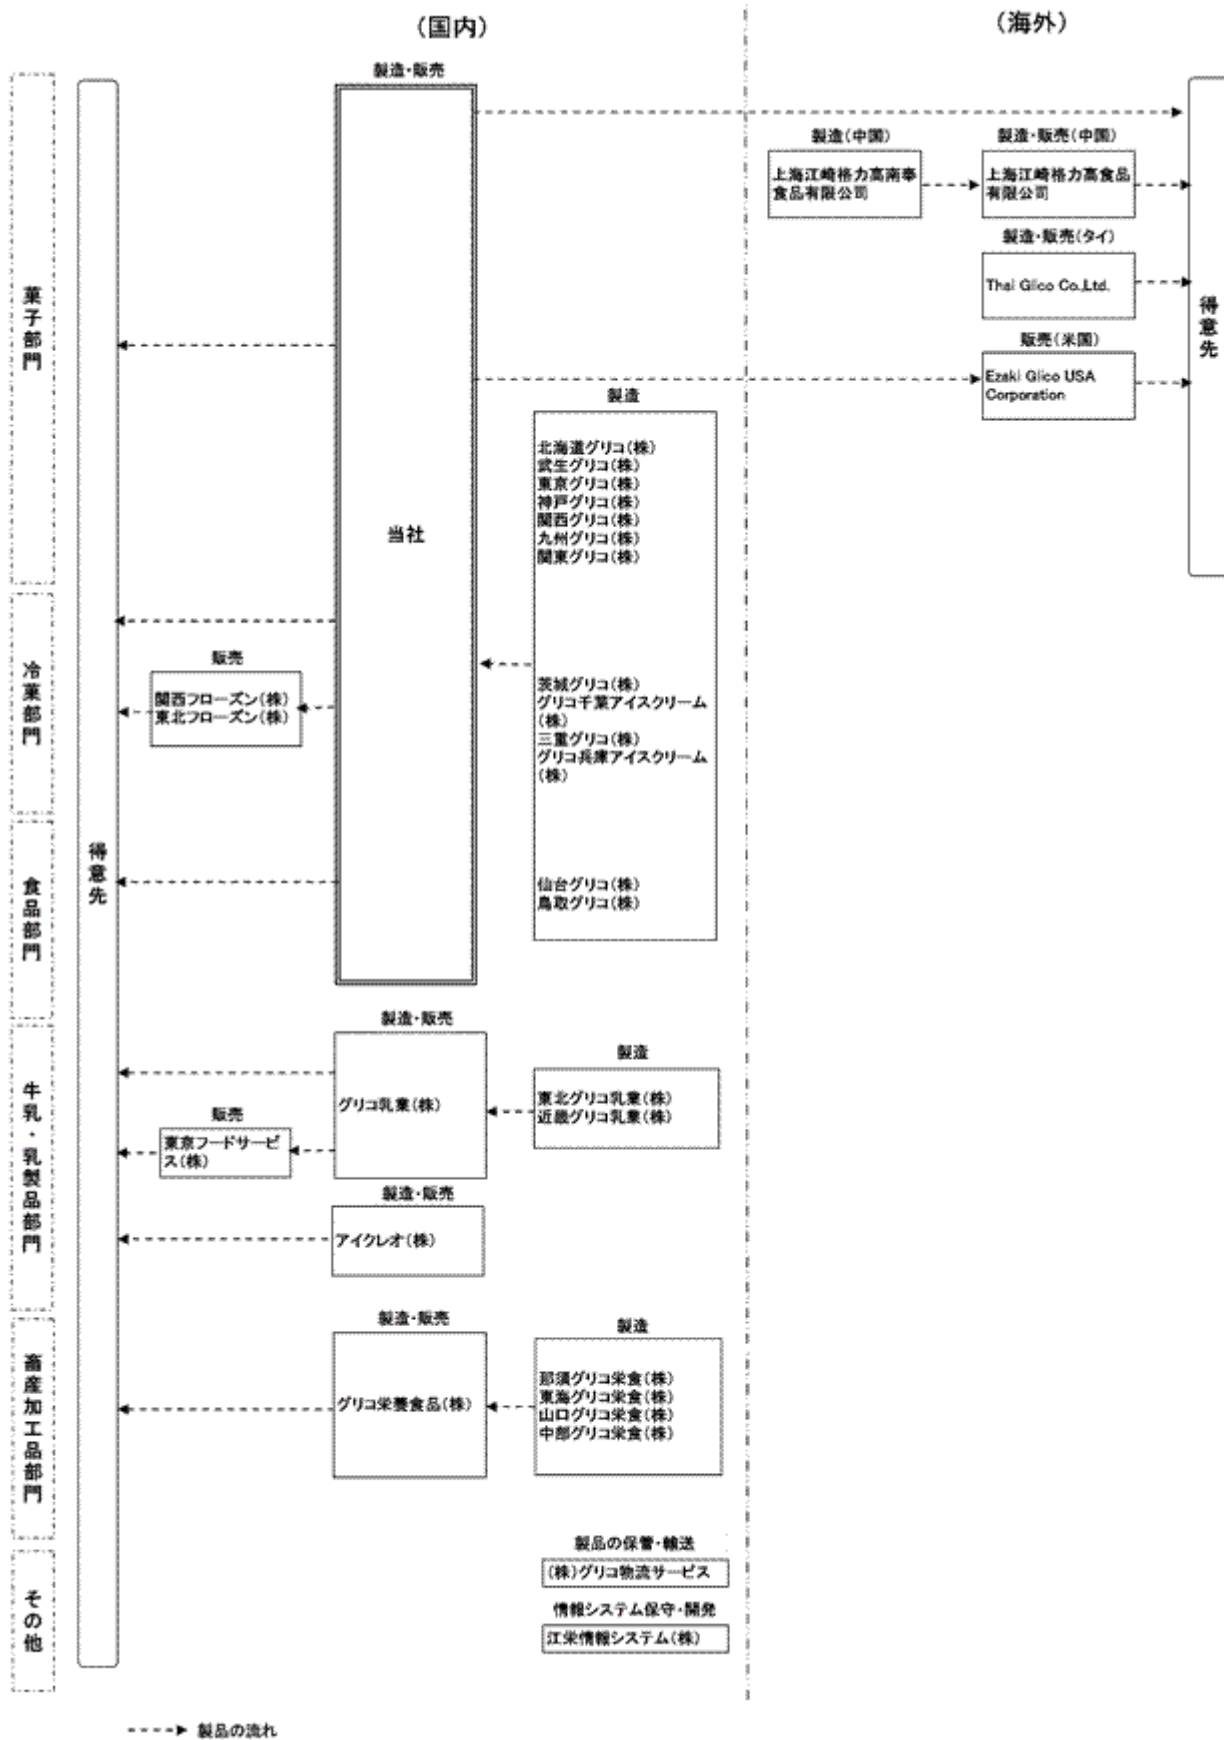 (国内)
(海外)
菓子部門
冷菓部門
食品部門
牛乳・乳製品部門
畜産加工品部門
その他
得意先
製造・販売
当社
製造
北海道グリコ(株)
武生グリコ(株)
東京グリコ(株)
神戸グリコ(株)
関西グリコ(株)
九州グリコ(株)
関東グリコ(株)
茨城グリコ(株)
グリコ千葉アイスクリーム
(株)
三重グリコ(株)
グリコ兵庫アイスクリーム
(株)
仙台グリコ(株)
鳥取グリコ(株)
販売
関西フローズン(株)
東北フローズン(株)
製造・販売
グリコ乳業(株)
製造
東北グリコ乳業(株)
近畿グリコ乳業(株)
販売
東京フードサービ
ス(株)
製造・販売
アイクレオ(株)
製造・販売
グリコ栄養食品(株)
製造
那須グリコ栄食(株)
東海グリコ栄食(株)
山口グリコ栄食(株)
中部グリコ栄食(株)
製品の保管・輸送
(株)グリコ物流サービス
情報システム保守・開発
江栄情報システム(株)
製造(中国)
上海江崎格力高南奉
食品有限公司
製造・販売(中国)
上海江崎格力高食品
有限公司
製造・販売(タイ)
Thai Glico Co.,Ltd.
販売(米国)
Ezaki Glico USA
Corporation
得意先
製品の流れ